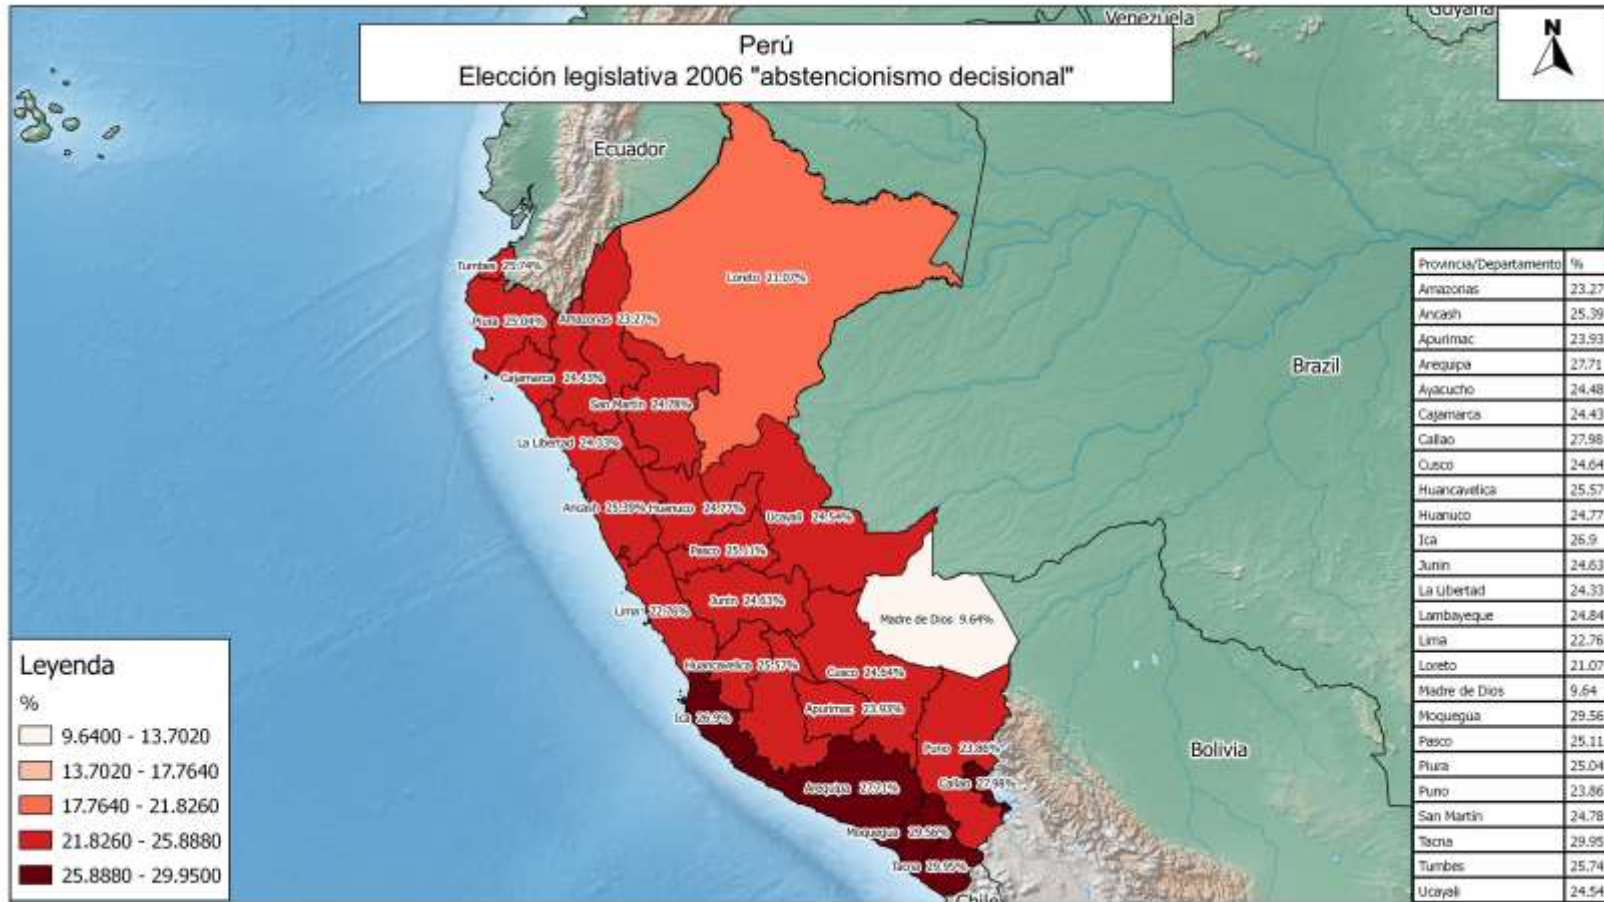 Venezuela
Guyana
Perú
Elección legislativa 2006 "abstencionismo decisional"
N
Ecuador
Tumbes 25.74%
Loreto 21.07%
Piura 25.04%
Amazonas 23.27%
Brazil
Cajamarca 24.43%
San Martín 24.78%
La Libertad 24.33%
Ancash 25.39%
Huanuco 24.77%
Ucayali 24.54%
Pasco 25.11%
Junin 24.63%
Lima 22.76%
Madre de Dios 9.64%
Huancavelica 25.57%
Cusco 24.64%
Ica 26.9%
Apurimac 23.93%
Puno 23.86%
Bolivia
Callao 27.98%
Arequipa 27.71%
Moquegua 29.56%
Tacna 29.95%
Chile
Leyenda
%
9.6400 - 13.7020
13.7020 - 17.7640
17.7640 - 21.8260
21.8260 - 25.8880
25.8880 - 29.9500
Provincia/Departamento %
Amazonas 23.27
Ancash 25.39
Apurimac 23.93
Arequipa 27.71
Ayacucho 24.48
Cajamarca 24.43
Callao 27.98
Cusco 24.64
Huancavelica 25.57
Huanuco 24.77
Ica 26.9
Junin 24.63
La Libertad 24.33
Lambayeque 24.84
Lima 22.76
Loreto 21.07
Madre de Dios 9.64
Moquegua 29.56
Pasco 25.11
Piura 25.04
Puno 23.86
San Martín 24.78
Tacna 29.95
Tumbes 25.74
Ucayali 24.54